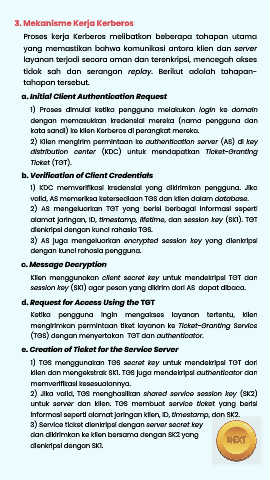 3. Mekanisme Kerja Kerberos
Proses kerja Kerberos melibatkan beberapa tahapan utama
yang memastikan bahwa komunikasi antara klien dan server
layanan terjadi secara aman dan terenkripsi, mencegah akses
tidak sah dan serangan replay. Berikut adalah tahapan-
tahapan tersebut.
a. Initial Client Authentication Request
1) Proses dimulai ketika pengguna melakukan login ke domain
dengan memasukkan kredensial mereka (nama pengguna dan
kata sandi) ke klien Kerberos di perangkat mereka.
2) Klien mengirim permintaan ke authentication server (AS) di key
distribution center (KDC) untuk mendapatkan Ticket-Granting
Ticket (TGT).
b. Verification of Client Credentials
1) KDC memverifikasi kredensial yang dikirimkan pengguna. Jika
valid, AS memeriksa ketersediaan TGS dan klien dalam database.
2) AS mengeluarkan TGT yang berisi berbagai informasi seperti
alamat jaringan, ID, timestamp, lifetime, dan session key (SK1). TGT
dienkripsi dengan kunci rahasia TGS.
3) AS juga mengeluarkan encrypted session key yang dienkripsi
dengan kunci rahasia pengguna.
c. Message Decryption
Klien menggunakan client secret key untuk mendekripsi TGT dan
session key (SK1) agar pesan yang dikirim dari AS dapat dibaca.
d. Request for Access Using the TGT
Ketika pengguna ingin mengakses layanan tertentu, klien
mengirimkan permintaan tiket layanan ke Ticket-Granting Service
(TGS) dengan menyertakan TGT dan authenticator.
e. Creation of Ticket for the Service Server
1) TGS menggunakan TGS secret key untuk mendekripsi TGT dari
klien dan mengekstrak SK1. TGS juga mendekripsi authenticator dan
memverifikasi kesesuaiannya.
2) Jika valid, TGS menghasilkan shared service session key (SK2)
untuk server dan klien. TGS membuat service ticket yang berisi
informasi seperti alamat jaringan klien, ID, timestamp, dan SK2.
3) Service ticket dienkripsi dengan server secret key
dan dikirimkan ke klien bersama dengan SK2 yang
dienkripsi dengan SK1.
NEXT